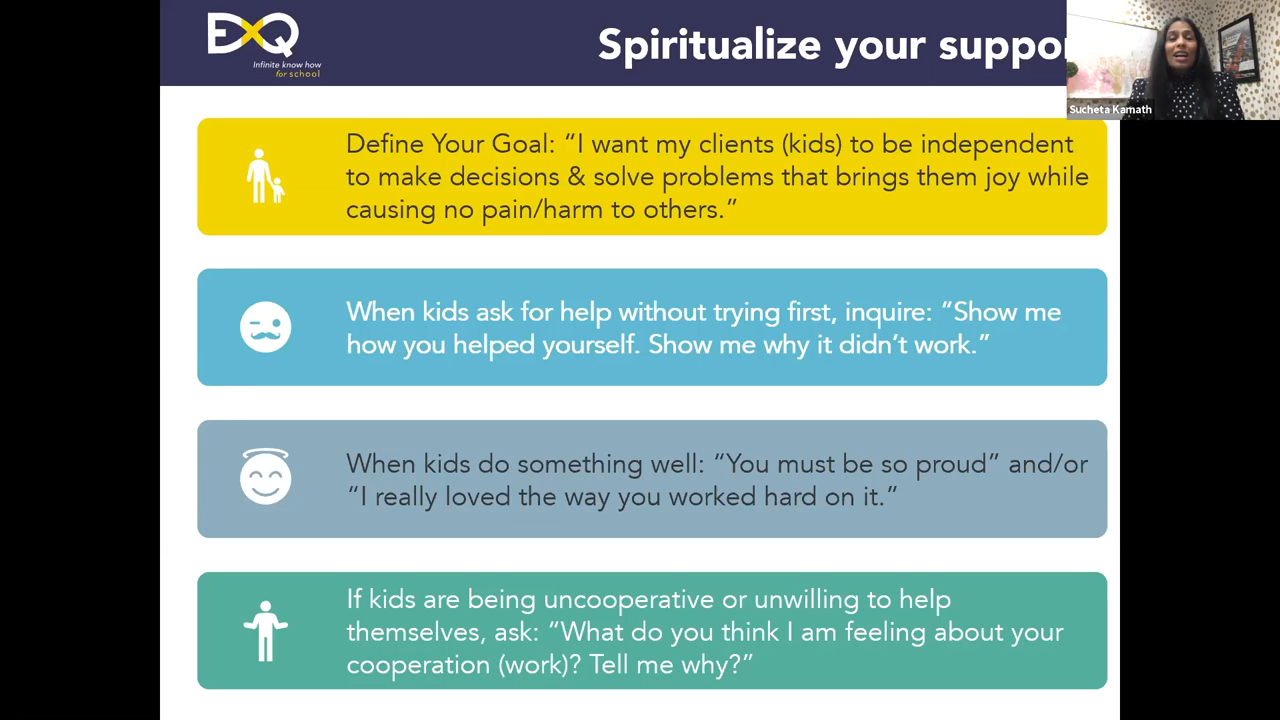 EXQ
Infinite know how
for school
Spiritualize your suppo
Sucheta Kamath
Define Your Goal: “I want my clients (kids) to be independent
to make decisions & solve problems that brings them joy while
causing no pain/harm to others.”
When kids ask for help without trying first, inquire: “Show me
how you helped yourself. Show me why it didn’t work.”
When kids do something well: “You must be so proud” and/or
“I really loved the way you worked hard on it.”
If kids are being uncooperative or unwilling to help
themselves, ask: “What do you think I am feeling about your
cooperation (work)? Tell me why?”